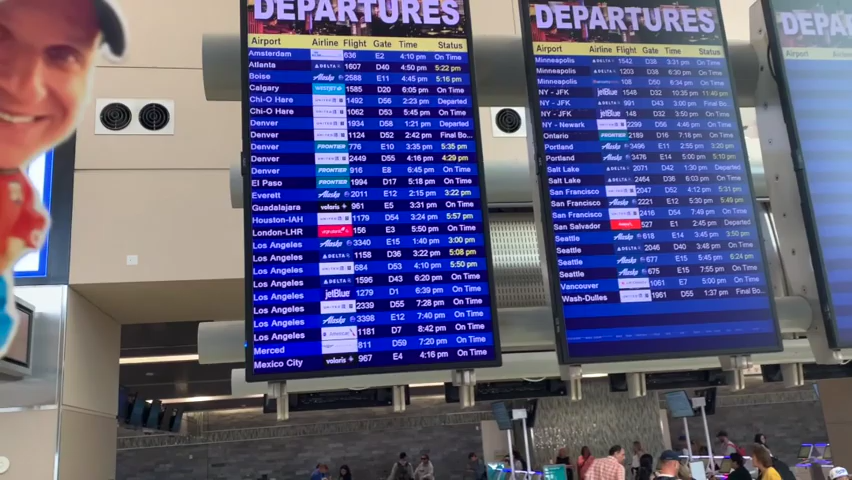 DEPARTURES
Airport Airline Flight Gate Time Status
Amsterdam 636 E2 4:10 pm On Time
Atlanta DELTA 1607 D40 4:50 pm 5:22 pm
Boise Alaska 2588 E11 4:45 pm 5:16 pm
Calgary WESTJET 1585 D20 6:05 pm On Time
Chi-O Hare 1492 D56 2:23 pm Departed
Chi-O Hare 1062 D53 5:45 pm On Time
Denver 1934 D58 1:21 pm Departed
Denver 1124 D52 2:42 pm Final Bo...
Denver FRONTIER 776 E10 3:35 pm 5:35 pm
Denver 2449 D55 4:16 pm 4:29 pm
Denver FRONTIER 916 E8 6:45 pm On Time
El Paso FRONTIER 1994 D17 5:18 pm On Time
Everett Alaska 2011 E12 2:15 pm 3:22 pm
Guadalajara volaris 961 E5 3:31 pm On Time
Houston-IAH 1179 D54 3:24 pm 5:57 pm
London-LHR 156 E3 5:50 pm On Time
Los Angeles Alaska 3340 E15 1:40 pm 3:00 pm
Los Angeles DELTA 1158 D36 3:22 pm 5:08 pm
Los Angeles 684 D53 4:10 pm 5:50 pm
Los Angeles DELTA 1596 D43 6:20 pm On Time
Los Angeles jetBlue 1279 D1 6:39 pm On Time
Los Angeles 2339 D55 7:28 pm On Time
Los Angeles Alaska 3398 E12 7:40 pm On Time
Los Angeles 1181 D7 8:42 pm On Time
Merced 811 D59 7:20 pm On Time
Mexico City volaris 967 E4 4:16 pm On Time
DEPARTURES
Airport Airline Flight Gate Time Status
Minneapolis DELTA 1542 D38 3:31 pm On Time
Minneapolis DELTA 1203 D38 6:30 pm On Time
Minneapolis 108 D50 6:34 pm On Time
NY - JFK jetBlue 1548 D32 10:35 pm 11:40 pm
NY - JFK DELTA 991 D43 3:00 pm Final Bo...
NY - JFK jetBlue 148 D32 3:50 pm On Time
NY - Newark 2299 D56 4:46 pm On Time
Ontario FRONTIER 2189 D16 7:18 pm On Time
Portland Alaska 3496 E11 2:55 pm 3:20 pm
Portland Alaska 3476 E14 5:00 pm 5:10 pm
Salt Lake DELTA 2071 D42 1:30 pm Departed
Salt Lake DELTA 2454 D36 6:03 pm On Time
San Francisco 2047 D52 4:12 pm 5:31 pm
San Francisco Alaska 2221 E12 5:30 pm 5:49 pm
San Francisco 2416 D54 7:49 pm On Time
San Salvador 527 E1 2:45 pm Departed
Seattle Alaska 618 E14 3:45 pm 3:50 pm
Seattle DELTA 2046 D40 3:48 pm On Time
Seattle Alaska 677 E15 5:45 pm 6:24 pm
Seattle Alaska 675 E15 7:55 pm On Time
Vancouver 1061 E7 5:00 pm On Time
Wash-Dulles 1961 D55 1:37 pm Final Bo...
Airport